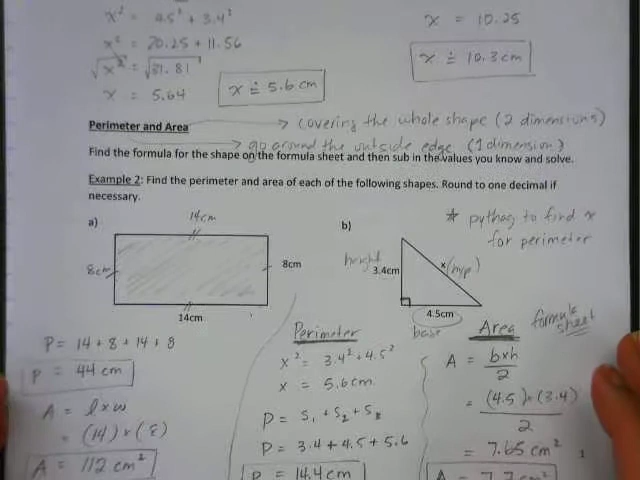 x² = 4.5² + 3.4²
x² = 20.25 + 11.56
√x² = √31.81
x = 5.64
x ≐ 5.6 cm
x = 10.25
x ≐ 10.3 cm
Perimeter and Area → covering the whole shape (2 dimensions)
→ go around the outside edge (1 dimension)
Find the formula for the shape on the formula sheet and then sub in the values you know and solve.
Example 2: Find the perimeter and area of each of the following shapes. Round to one decimal if
necessary.
a)
14cm
8cm
8cm
14cm
b)
* pythag to find x
for perimeter
height
3.4cm
x (hyp)
4.5cm
base
P = 14 + 8 + 14 + 8
P = 44 cm
A = l x w
= (14) x (8)
A = 112 cm²
Perimeter
x² = 3.4² + 4.5²
x = 5.6cm
P = S₁ + S₂ + S₃
P = 3.4 + 4.5 + 5.6
P = 14.4 cm
Area
formula
sheet
A = bxh
2
= (4.5) x (3.4)
2
= 7.65 cm²
A = 7.7 cm²